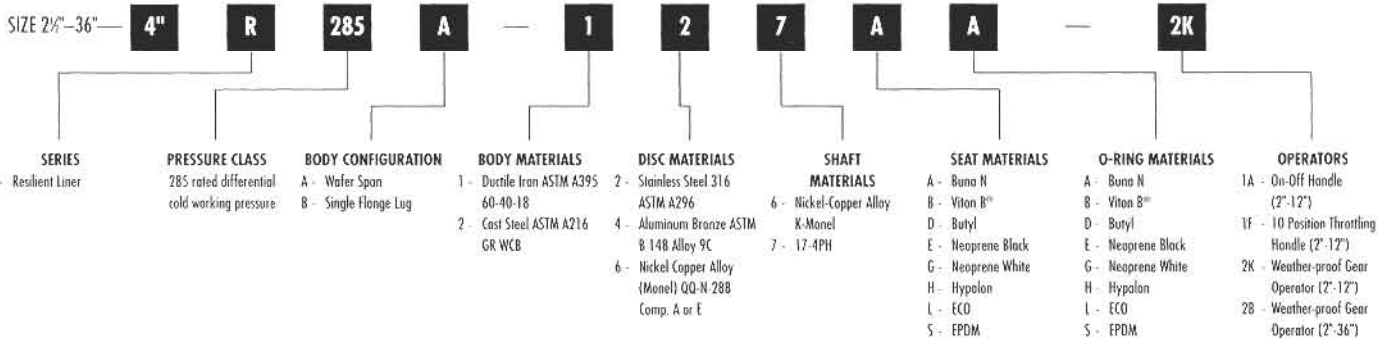 SIZE 2½"–36" — 4" R 285 A — 1 2 7 A A — 2K
SERIES
- Resilient Liner
PRESSURE CLASS
285 rated differential
cold working pressure
BODY CONFIGURATION
A - Wafer Span
B - Single Flange Lug
BODY MATERIALS
1 - Ductile Iron ASTM A395
60-40-18
2 - Cast Steel ASTM A216
GR WCB
DISC MATERIALS
2 - Stainless Steel 316
ASTM A296
4 - Aluminum Bronze ASTM
B 148 Alloy 9C
6 - Nickel Copper Alloy
(Monel) QQ-N-288
Comp. A or E
SHAFT
MATERIALS
6 - Nickel-Copper Alloy
K-Monel
7 - 17-4PH
SEAT MATERIALS
A - Buna N
B - Viton B®
D - Butyl
E - Neoprene Black
G - Neoprene White
H - Hypalon
L - ECO
S - EPDM
O-RING MATERIALS
A - Buna N
B - Viton B®
D - Butyl
E - Neoprene Black
G - Neoprene White
H - Hypalon
L - ECO
S - EPDM
OPERATORS
1A - On-Off Handle
(2"-12")
1F - 10 Position Throttling
Handle (2"-12")
2K - Weather-proof Gear
Operator (2"-12")
2B - Weather-proof Gear
Operator (2"-36")